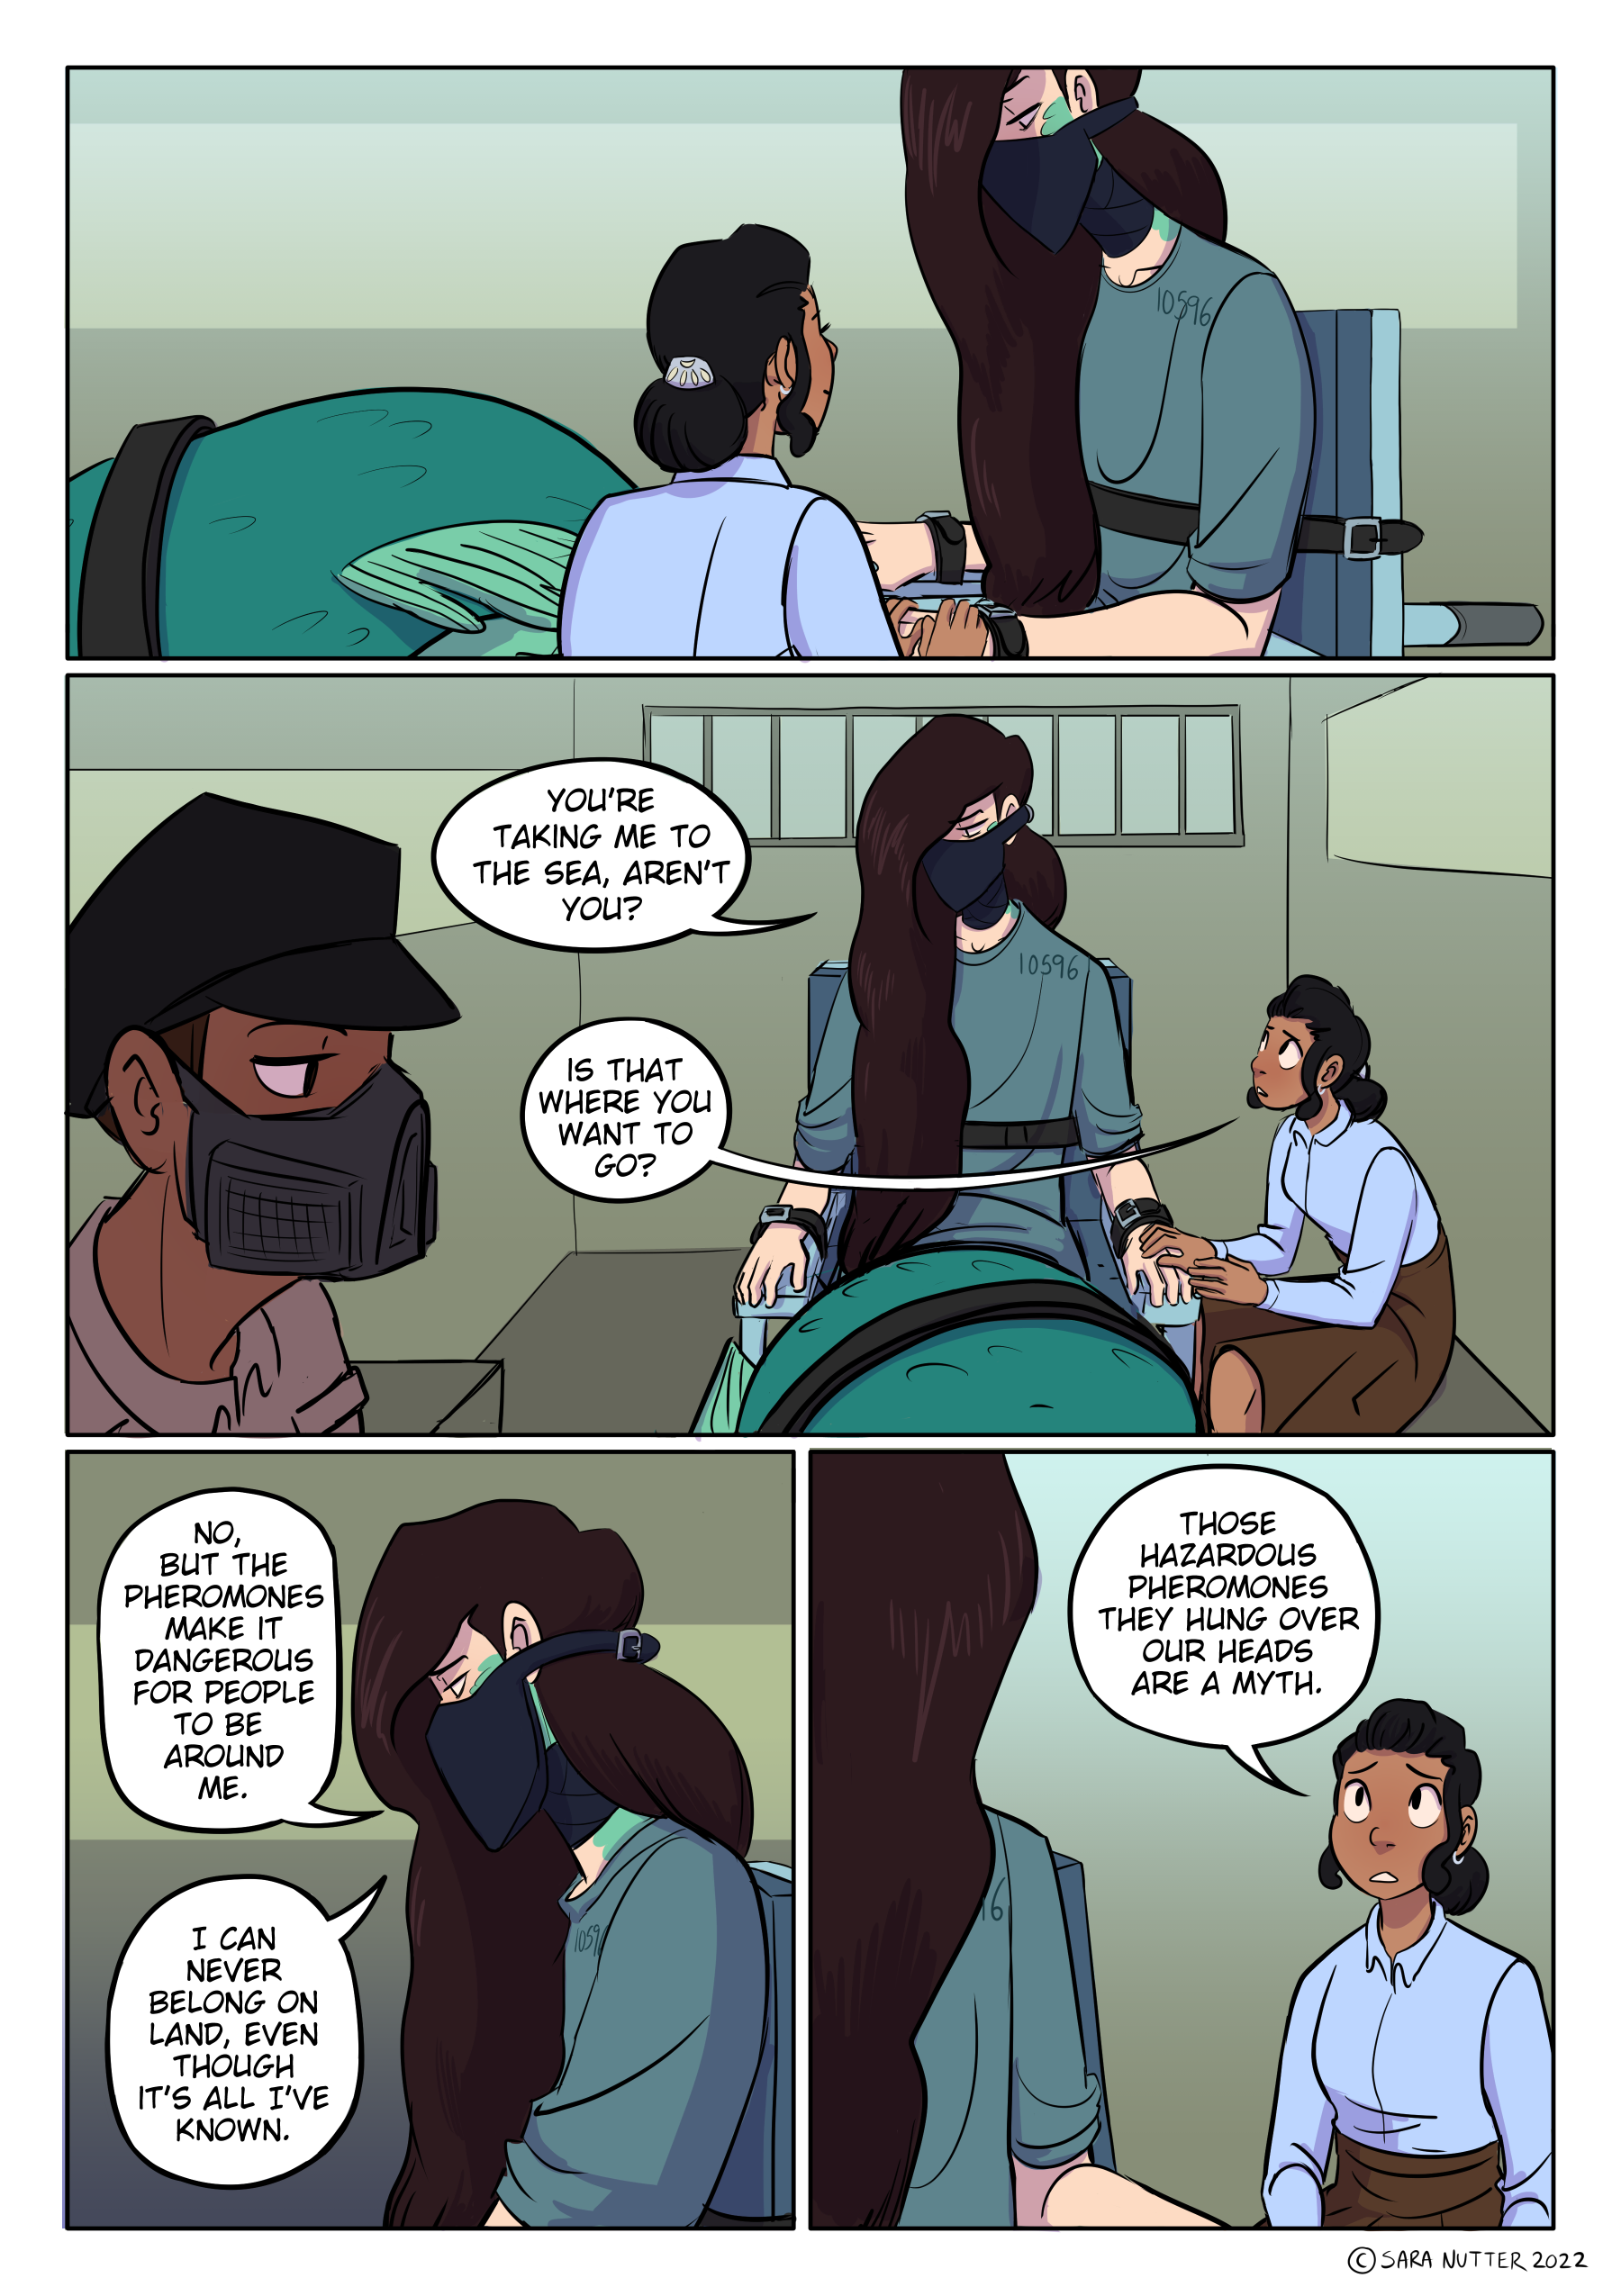 10596
YOU'RE
TAKING ME TO
THE SEA, AREN'T
YOU?
10596
IS THAT
WHERE YOU
WANT TO
GO?
NO,
BUT THE
PHEROMONES
MAKE IT
DANGEROUS
FOR PEOPLE
TO BE
AROUND
ME.
I CAN
NEVER
BELONG ON
LAND, EVEN
THOUGH
IT'S ALL I'VE
KNOWN.
1059
THOSE
HAZARDOUS
PHEROMONES
THEY HUNG OVER
OUR HEADS
ARE A MYTH.
96
© SARA NUTTER 2022